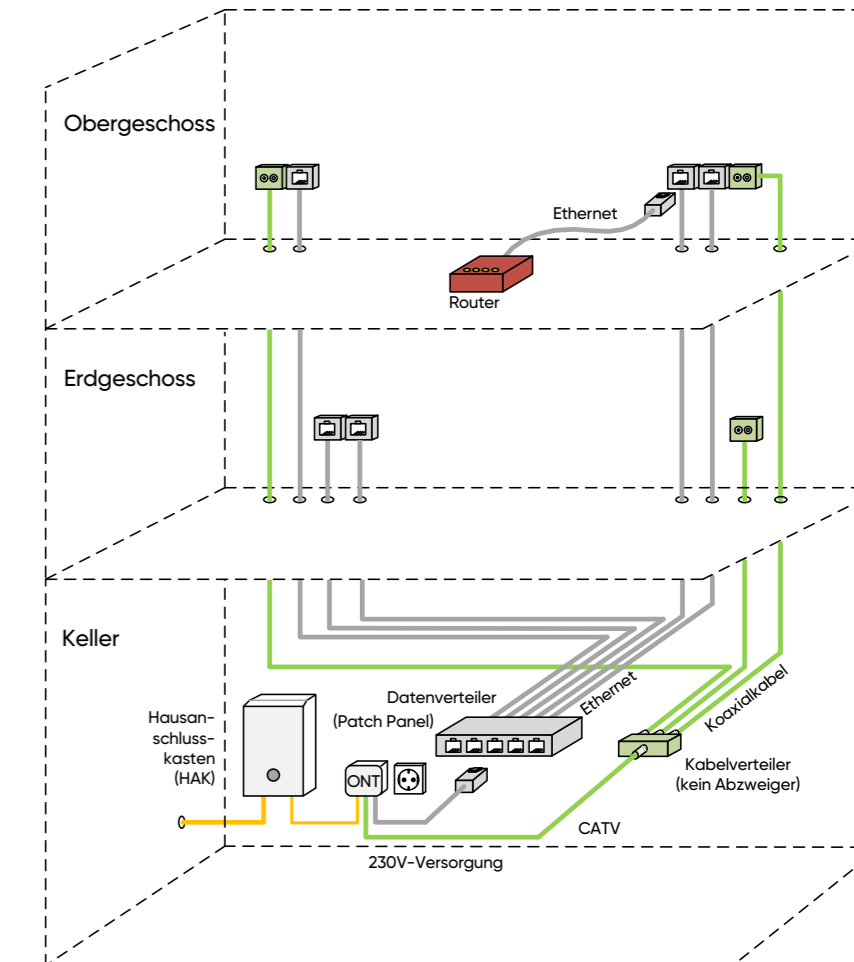 Obergeschoss
Ethernet
Router
Erdgeschoss
Keller
Hausan-
schluss-
kasten
(HAK)
Datenverteiler
(Patch Panel)
Ethernet
Koaxialkabel
ONT
Kabelverteiler
(kein Abzweiger)
CATV
230V-Versorgung